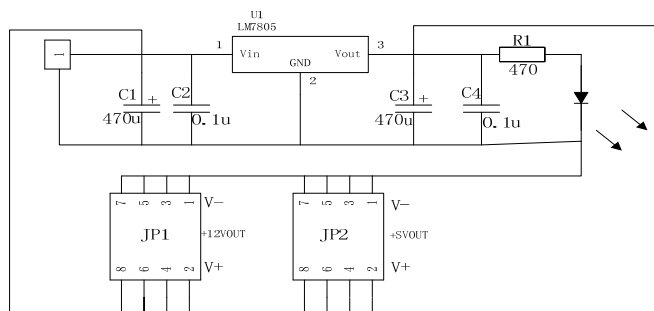 U1
LM7805
1
1
Vin
Vout
3
GND
2
R1
470
C1
+
470u
C2
0.1u
C3
+
470u
C4
0.1u
7 5 3 1
V-
JP1
+12VOUT
8 6 4 2
V+
7 5 3 1
V-
JP2
+SVOUT
8 6 4 2
V+